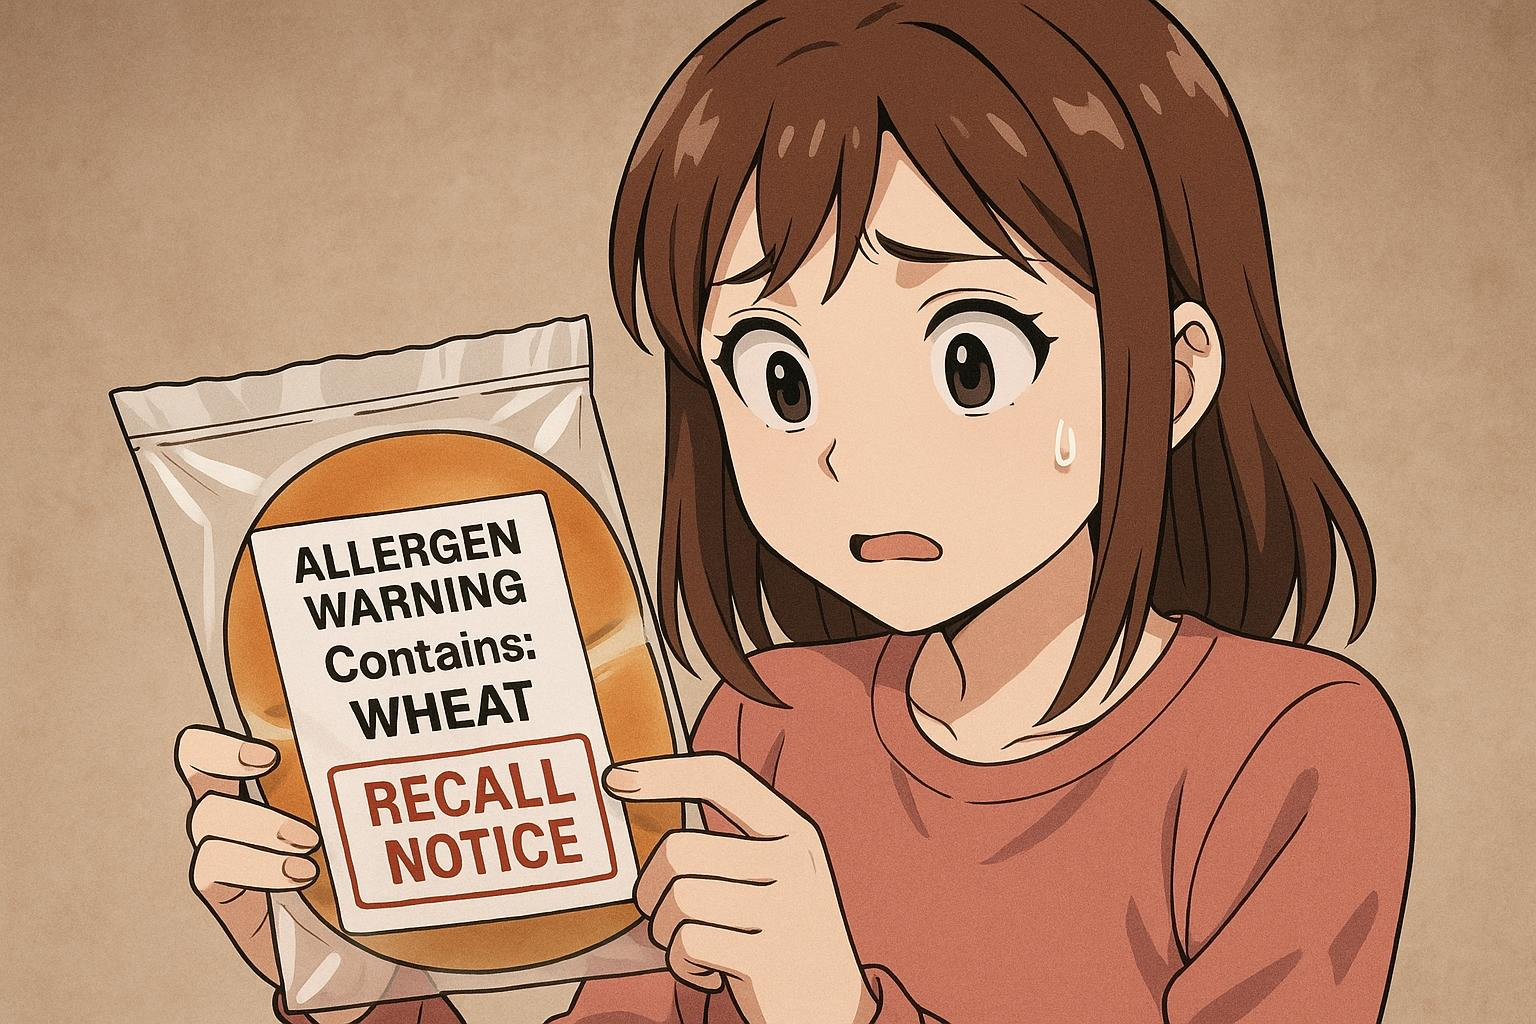 ALLERGEN
WARNING
Contains:
WHEAT
RECALL
NOTICE